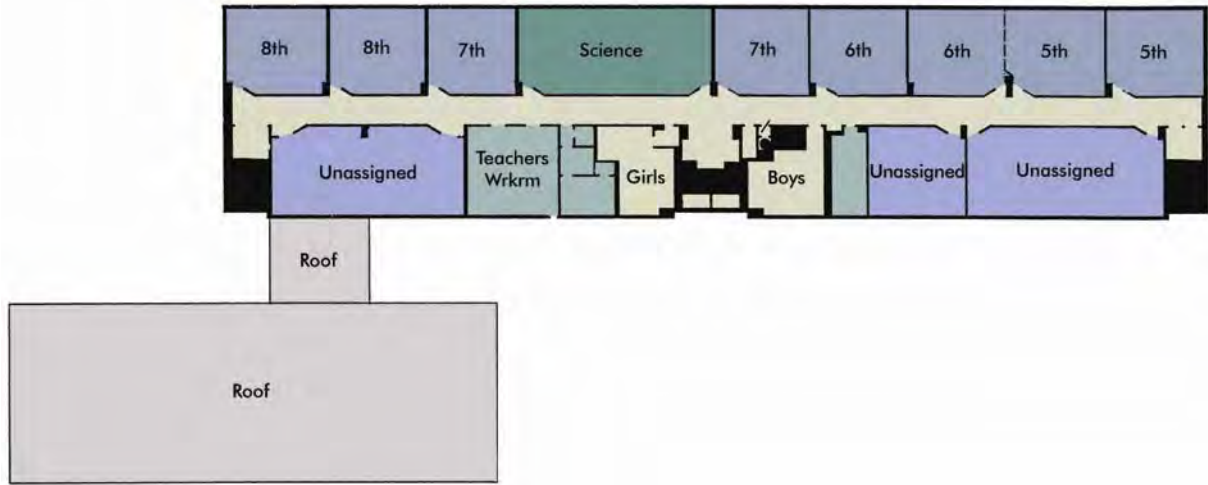 8th
8th
7th
Science
7th
6th
6th
5th
5th
Unassigned
Teachers
Wrkrm
Girls
Boys
Unassigned
Unassigned
Roof
Roof